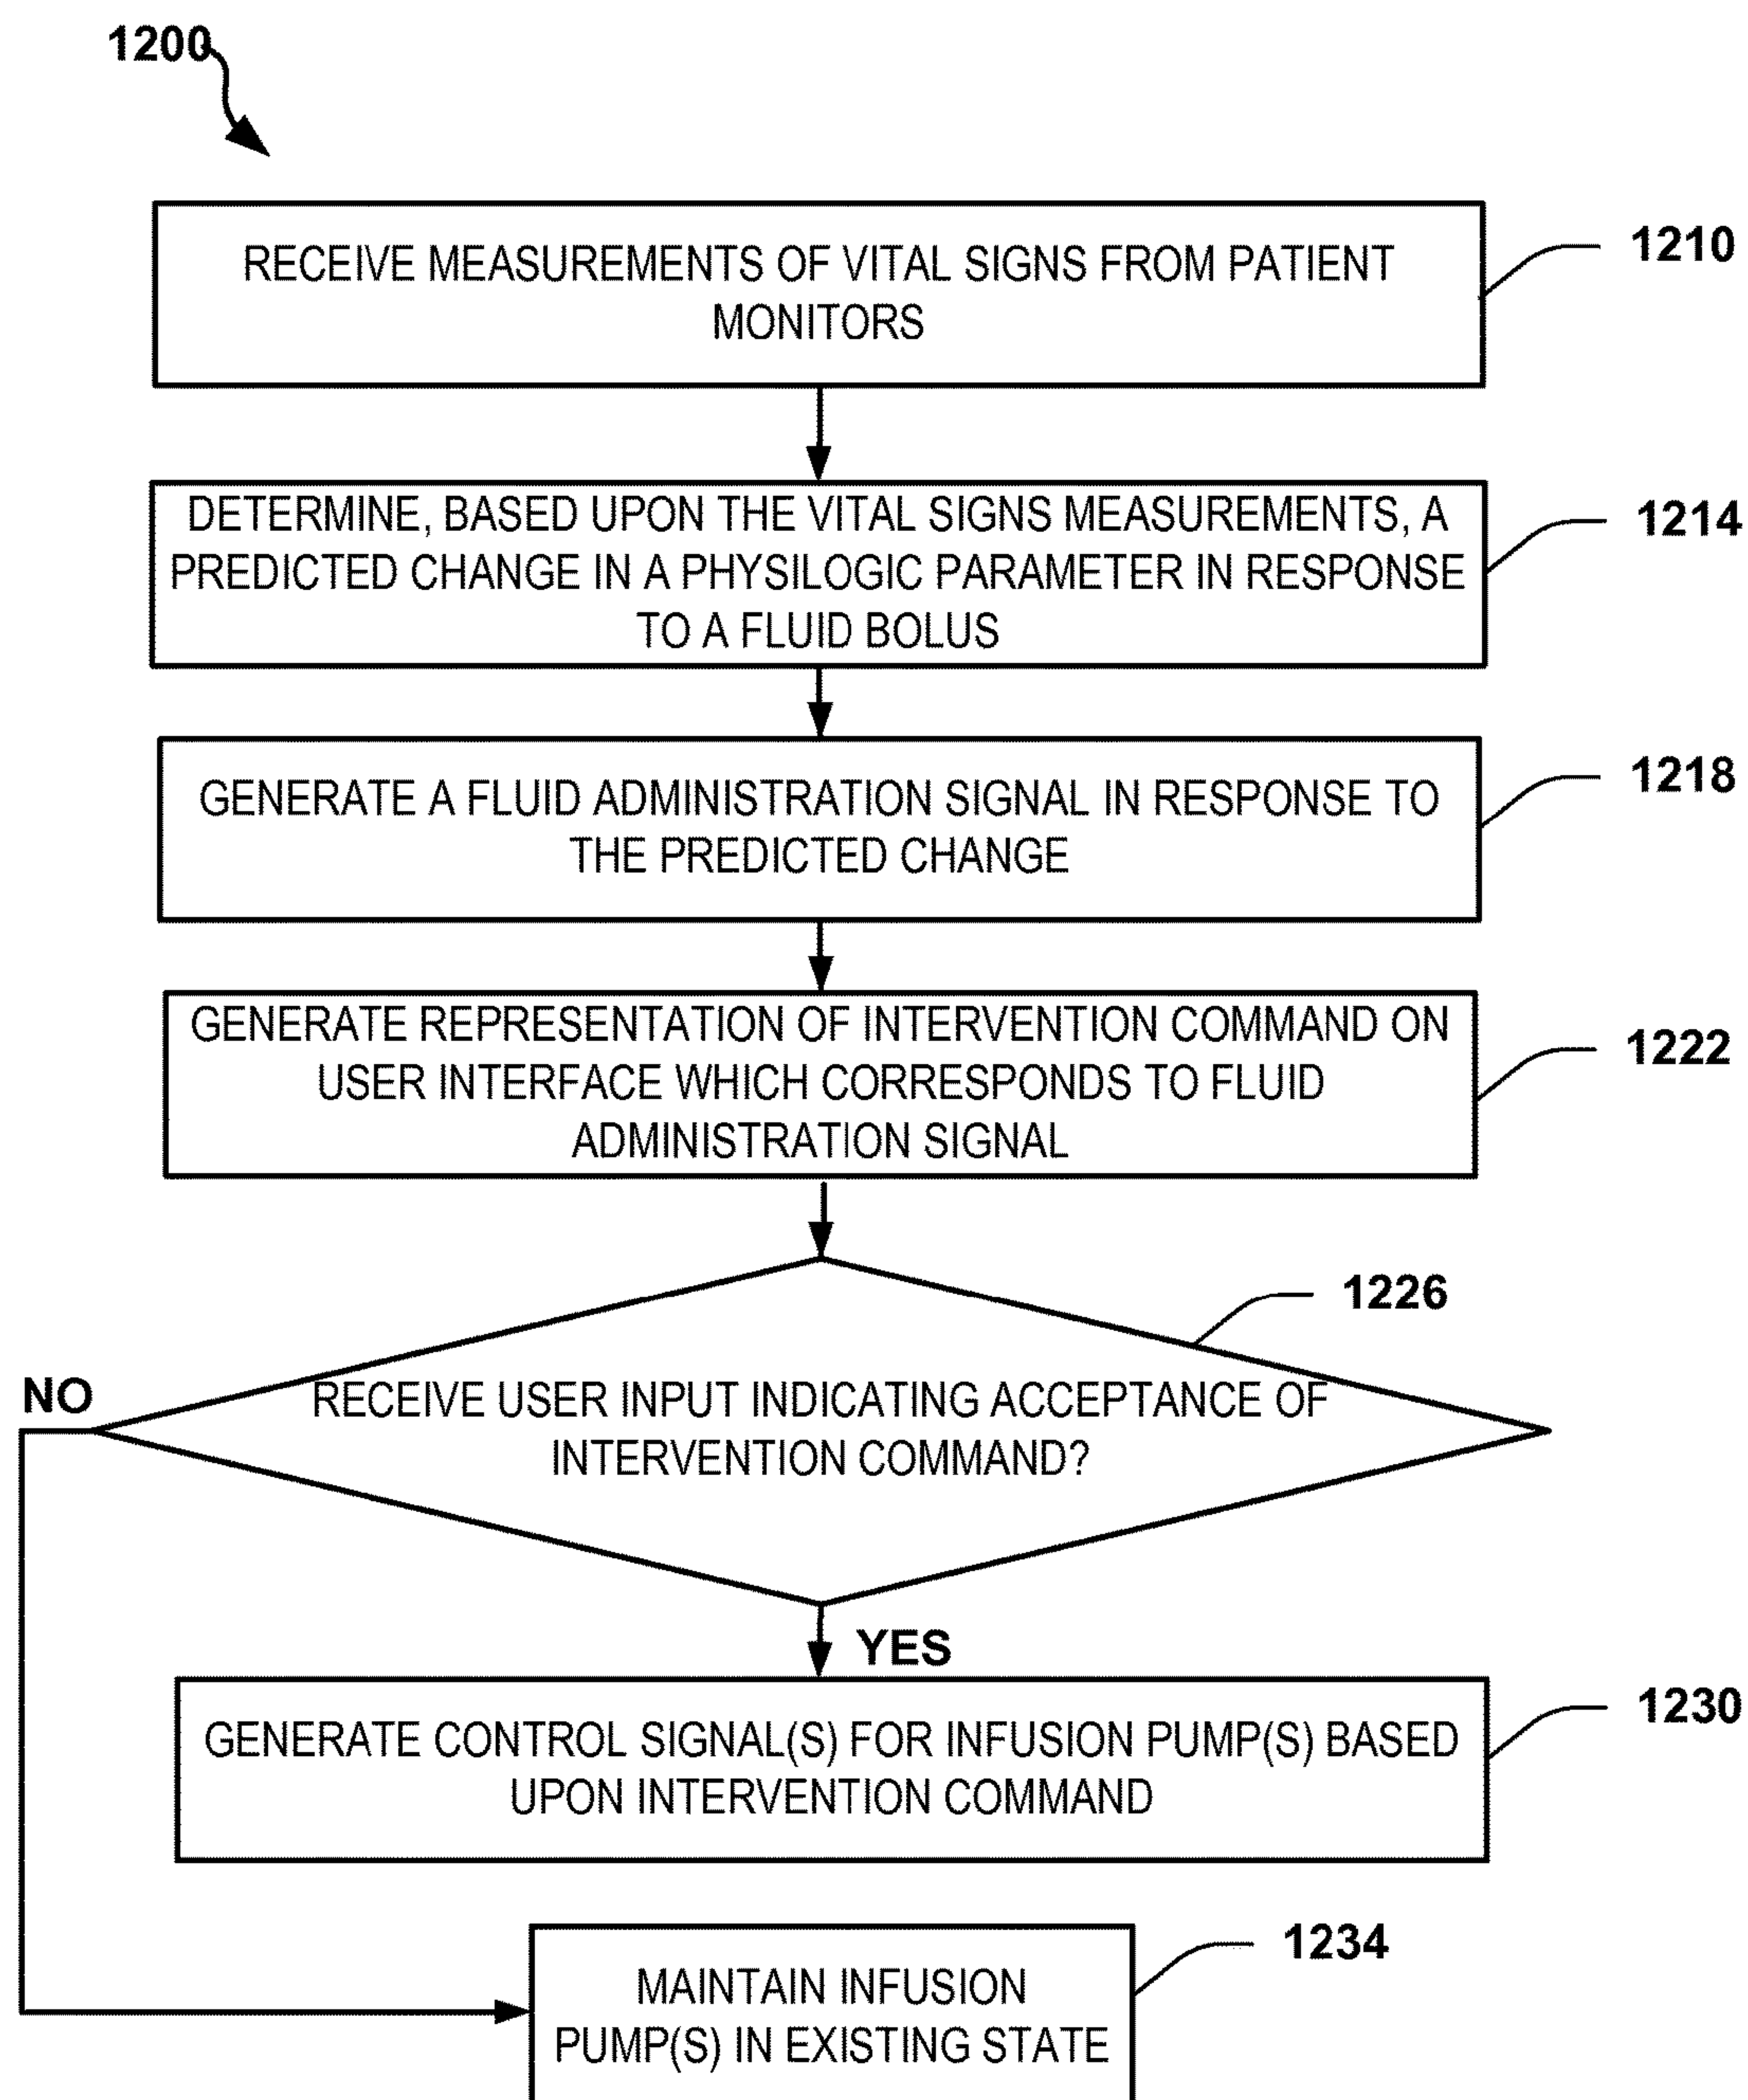 1200
RECEIVE MEASUREMENTS OF VITAL SIGNS FROM PATIENT
MONITORS
1210
DETERMINE, BASED UPON THE VITAL SIGNS MEASUREMENTS, A
PREDICTED CHANGE IN A PHYSILOGIC PARAMETER IN RESPONSE
TO A FLUID BOLUS
1214
GENERATE A FLUID ADMINISTRATION SIGNAL IN RESPONSE TO
THE PREDICTED CHANGE
1218
GENERATE REPRESENTATION OF INTERVENTION COMMAND ON
USER INTERFACE WHICH CORRESPONDS TO FLUID
ADMINISTRATION SIGNAL
1222
1226
NO
RECEIVE USER INPUT INDICATING ACCEPTANCE OF
INTERVENTION COMMAND?
YES
GENERATE CONTROL SIGNAL(S) FOR INFUSION PUMP(S) BASED
UPON INTERVENTION COMMAND
1230
MAINTAIN INFUSION
PUMP(S) IN EXISTING STATE
1234